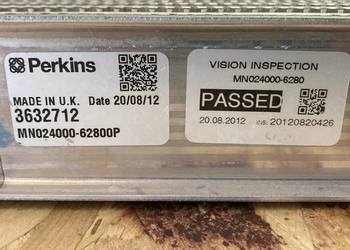 Perkins
MADE IN U.K. Date 20/08/12
3632712
MN024000-62800P
VISION INSPECTION
MN024000-6280
PASSED
20.08.2012 20120820426